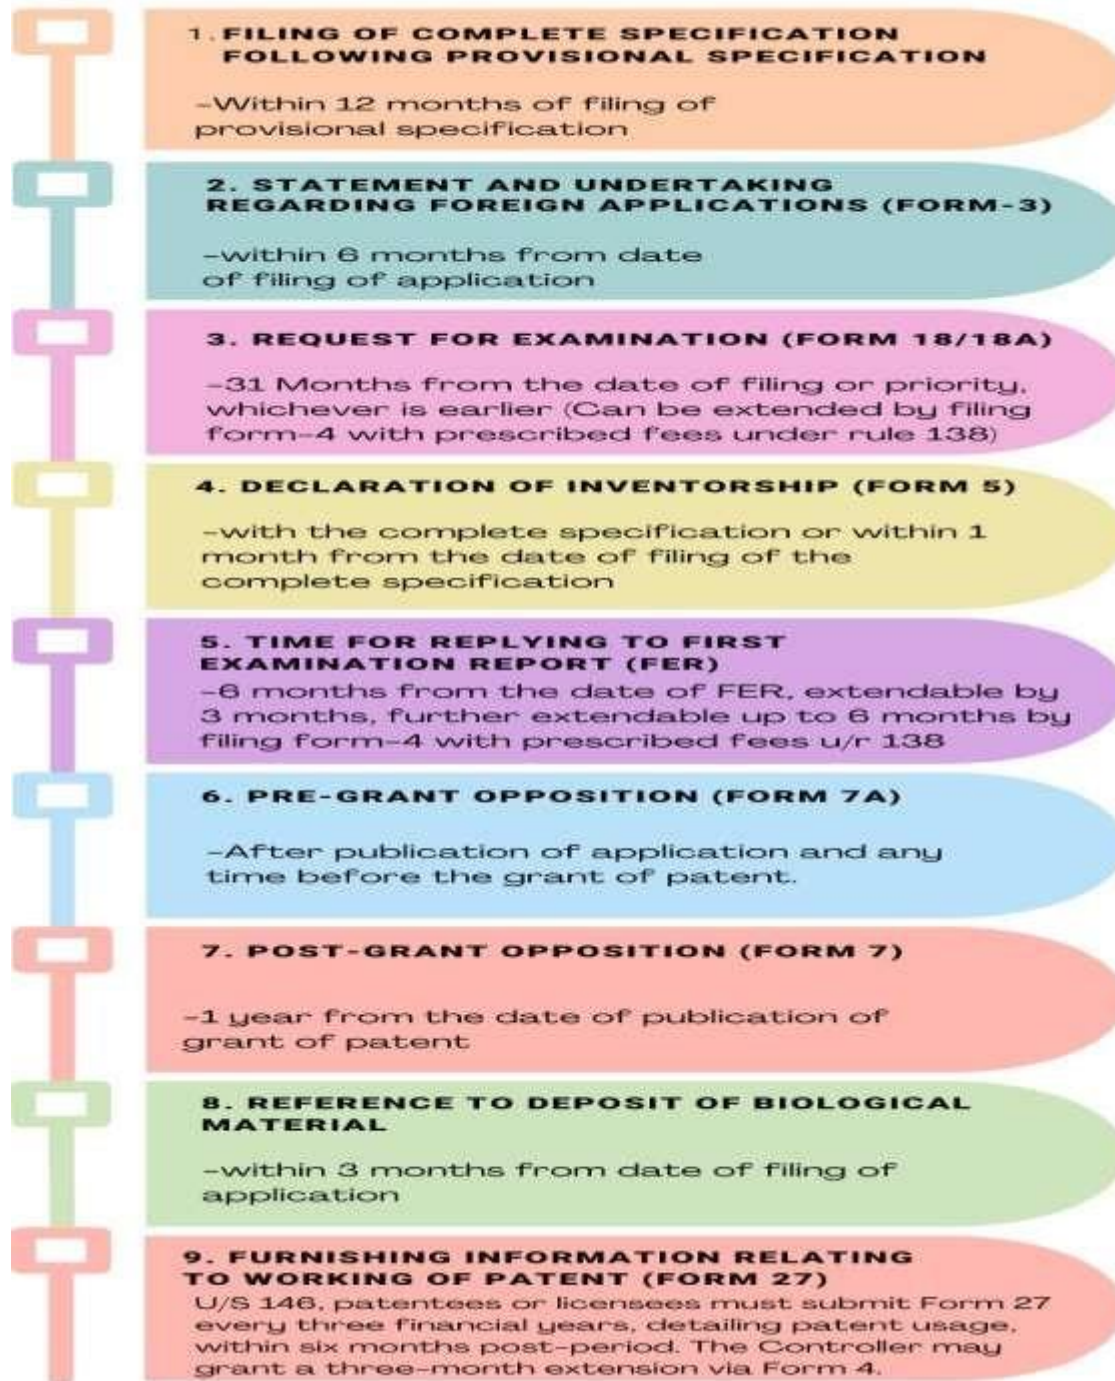 1. FILING OF COMPLETE SPECIFICATION
FOLLOWING PROVISIONAL SPECIFICATION
-Within 12 months of filing of
provisional specification
2. STATEMENT AND UNDERTAKING
REGARDING FOREIGN APPLICATIONS (FORM-3)
-within 6 months from date
of filing of application
3. REQUEST FOR EXAMINATION (FORM 18/18A)
-31 Months from the date of filing or priority,
whichever is earlier (Can be extended by filing
form-4 with prescribed fees under rule 138)
4. DECLARATION OF INVENTORSHIP (FORM 5)
-with the complete specification or within 1
month from the date of filing of the
complete specification
5. TIME FOR REPLYING TO FIRST
EXAMINATION REPORT (FER)
-6 months from the date of FER, extendable by
3 months, further extendable up to 6 months by
filing form-4 with prescribed fees u/r 138
6. PRE-GRANT OPPOSITION (FORM 7A)
-After publication of application and any
time before the grant of patent.
7. POST-GRANT OPPOSITION (FORM 7)
-1 year from the date of publication of
grant of patent
8. REFERENCE TO DEPOSIT OF BIOLOGICAL
MATERIAL
-within 3 months from date of filing of
application
9. FURNISHING INFORMATION RELATING
TO WORKING OF PATENT (FORM 27)
U/S 146, patentees or licensees must submit Form 27
every three financial years, detailing patent usage,
within six months post-period. The Controller may
grant a three-month extension via Form 4.